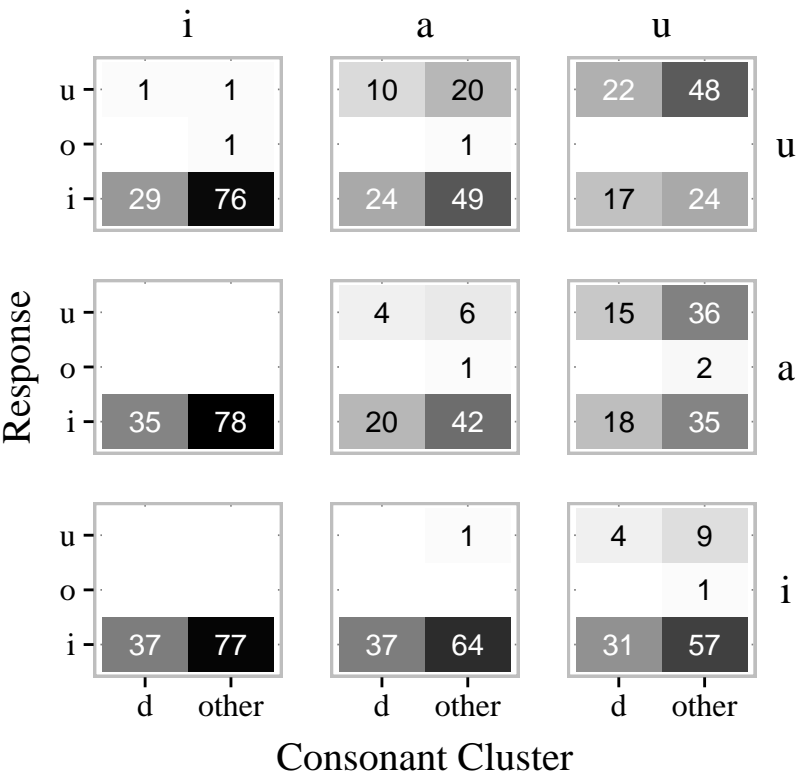 i a u
u 1 1 10 20 22 48
o 1 1 u
i 29 76 24 49 17 24
Response
u 4 6 15 36
o 1 2 a
i 35 78 20 42 18 35
u 1 4 9
o 1 i
i 37 77 37 64 31 57
d other d other d other
Consonant Cluster